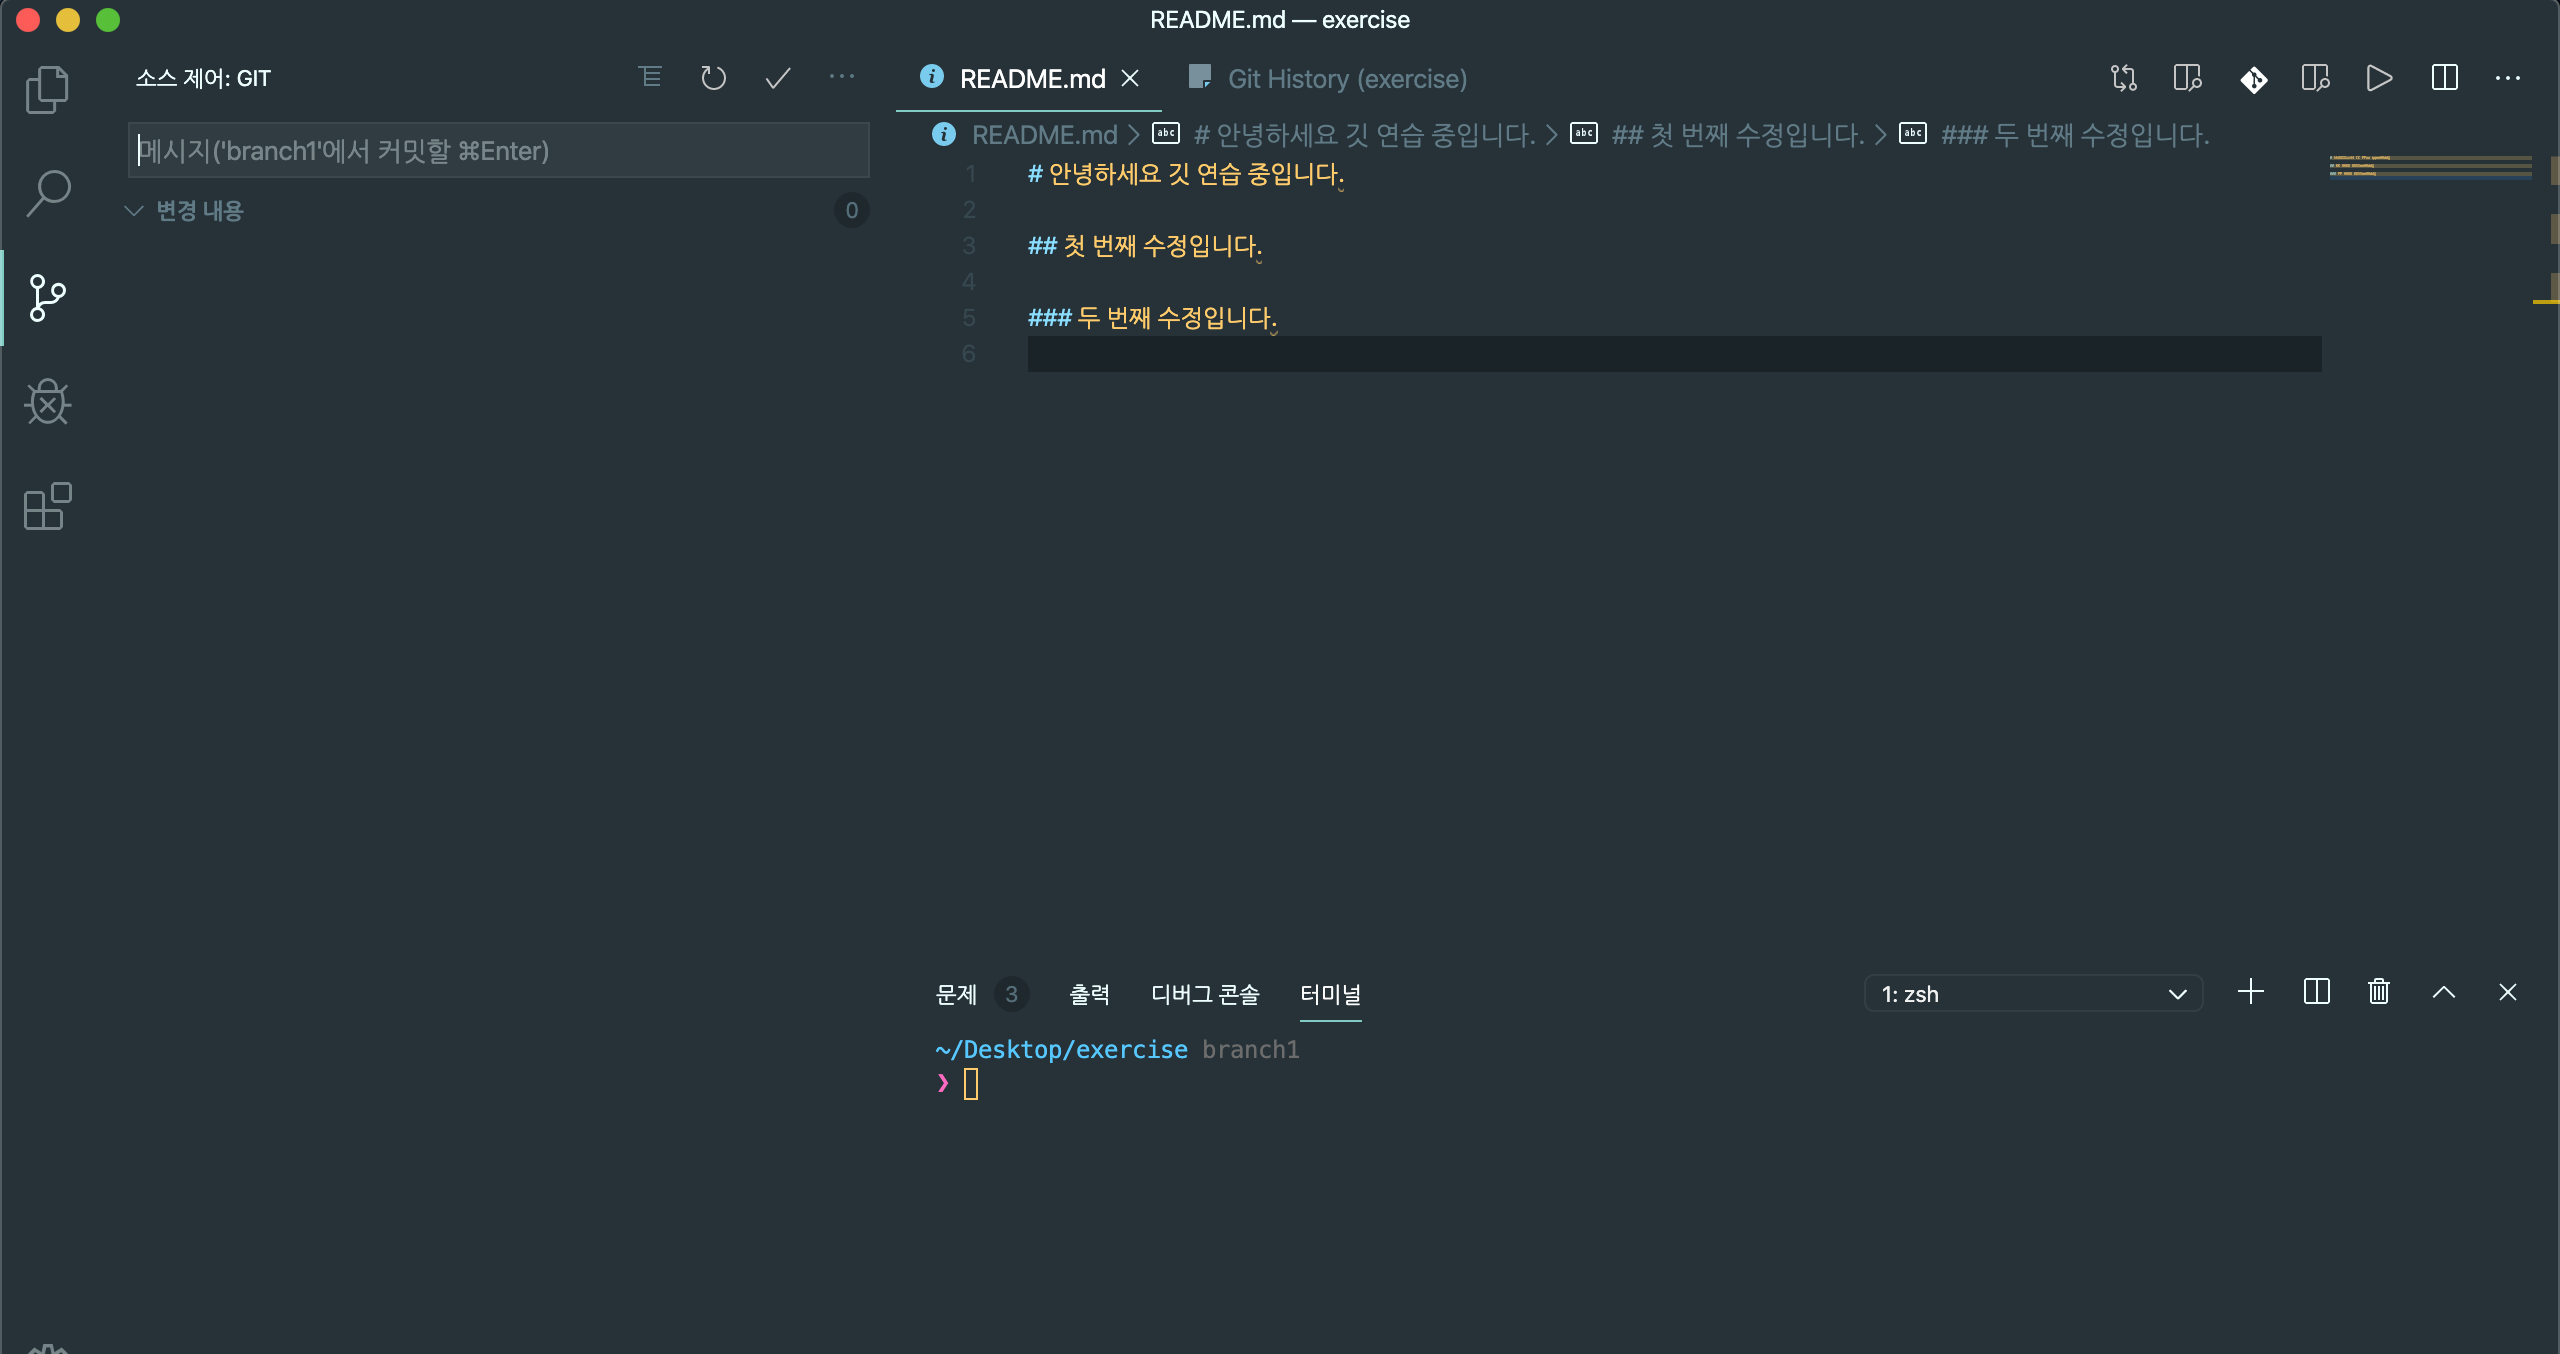 README.md — exercise
소스 제어: GIT
메시지('branch1'에서 커밋할 ⌘Enter)
변경 내용 0
README.md Git History (exercise)
README.md > # 안녕하세요 깃 연습 중입니다. > ## 첫 번째 수정입니다. > ### 두 번째 수정입니다.
1 # 안녕하세요 깃 연습 중입니다.
2
3 ## 첫 번째 수정입니다.
4
5 ### 두 번째 수정입니다.
6
문제 3 출력 디버그 콘솔 터미널 1: zsh
~/Desktop/exercise branch1
❯